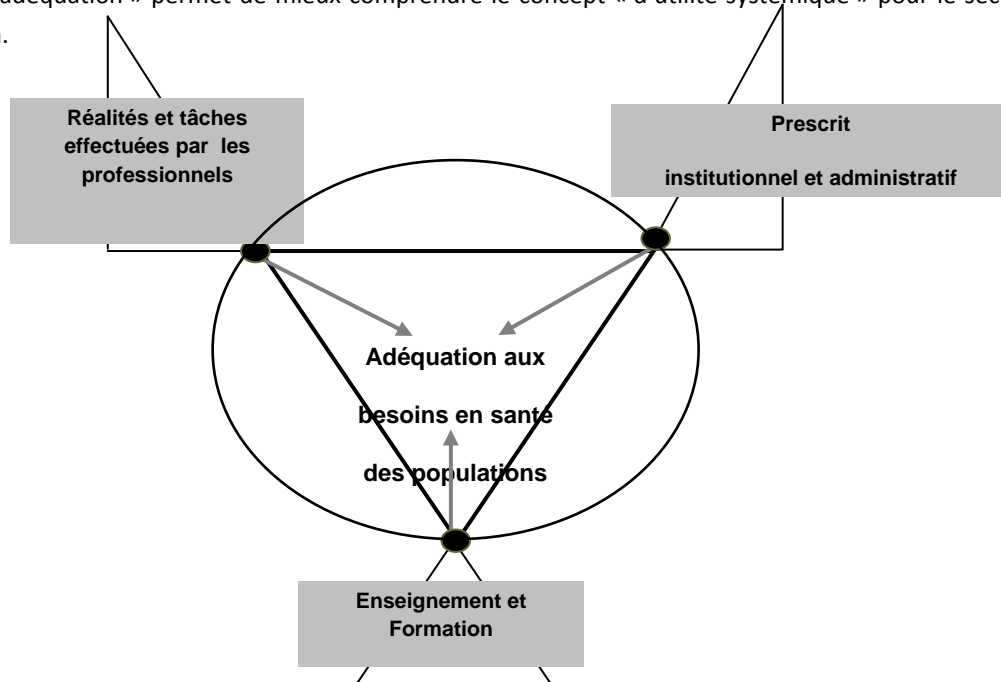 adéquation » permet de mieux comprendre le concept « d'utilité systémique » pour le sec
.
Réalités et tâches
effectuées par les
professionnels
Prescrit
institutionnel et administratif
Adéquation aux
besoins en santé
des populations
Enseignement et
Formation